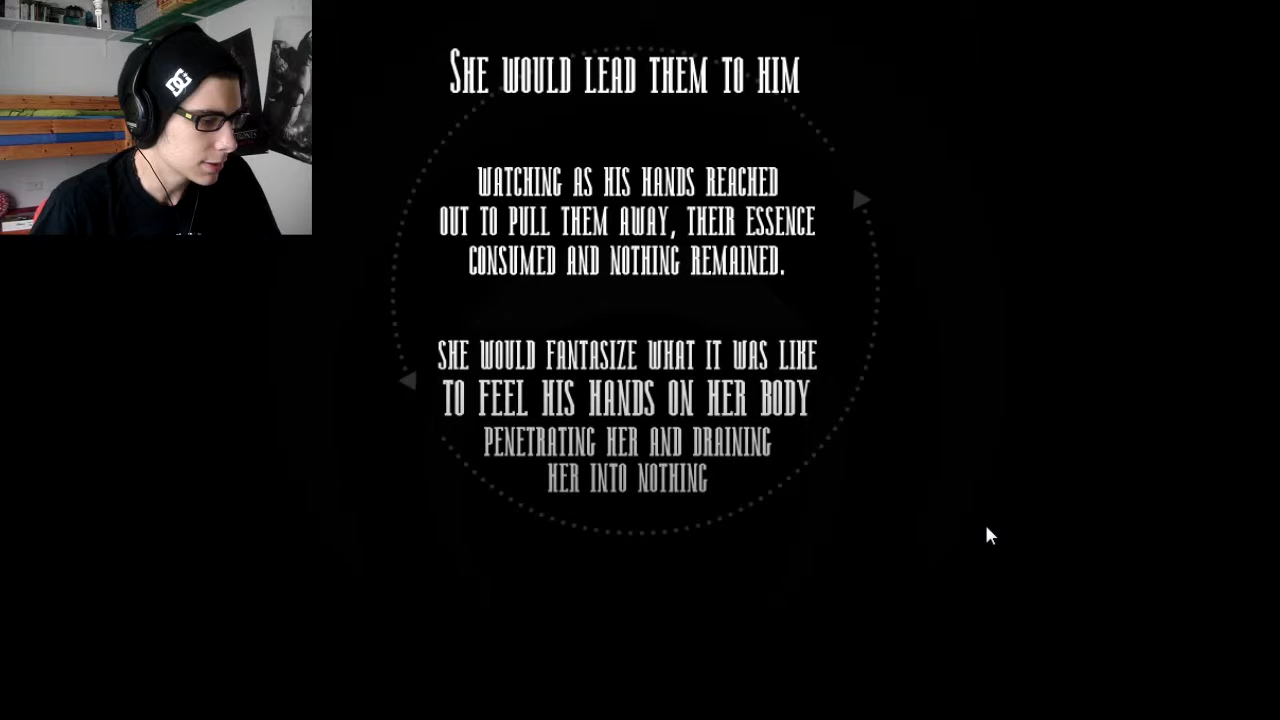 She would lead them to him
watching as his hands reached
out to pull them away, their essence
consumed and nothing remained.
she would fantasize what it was like
to feel his hands on her body
penetrating her and draining
her into nothing
DC